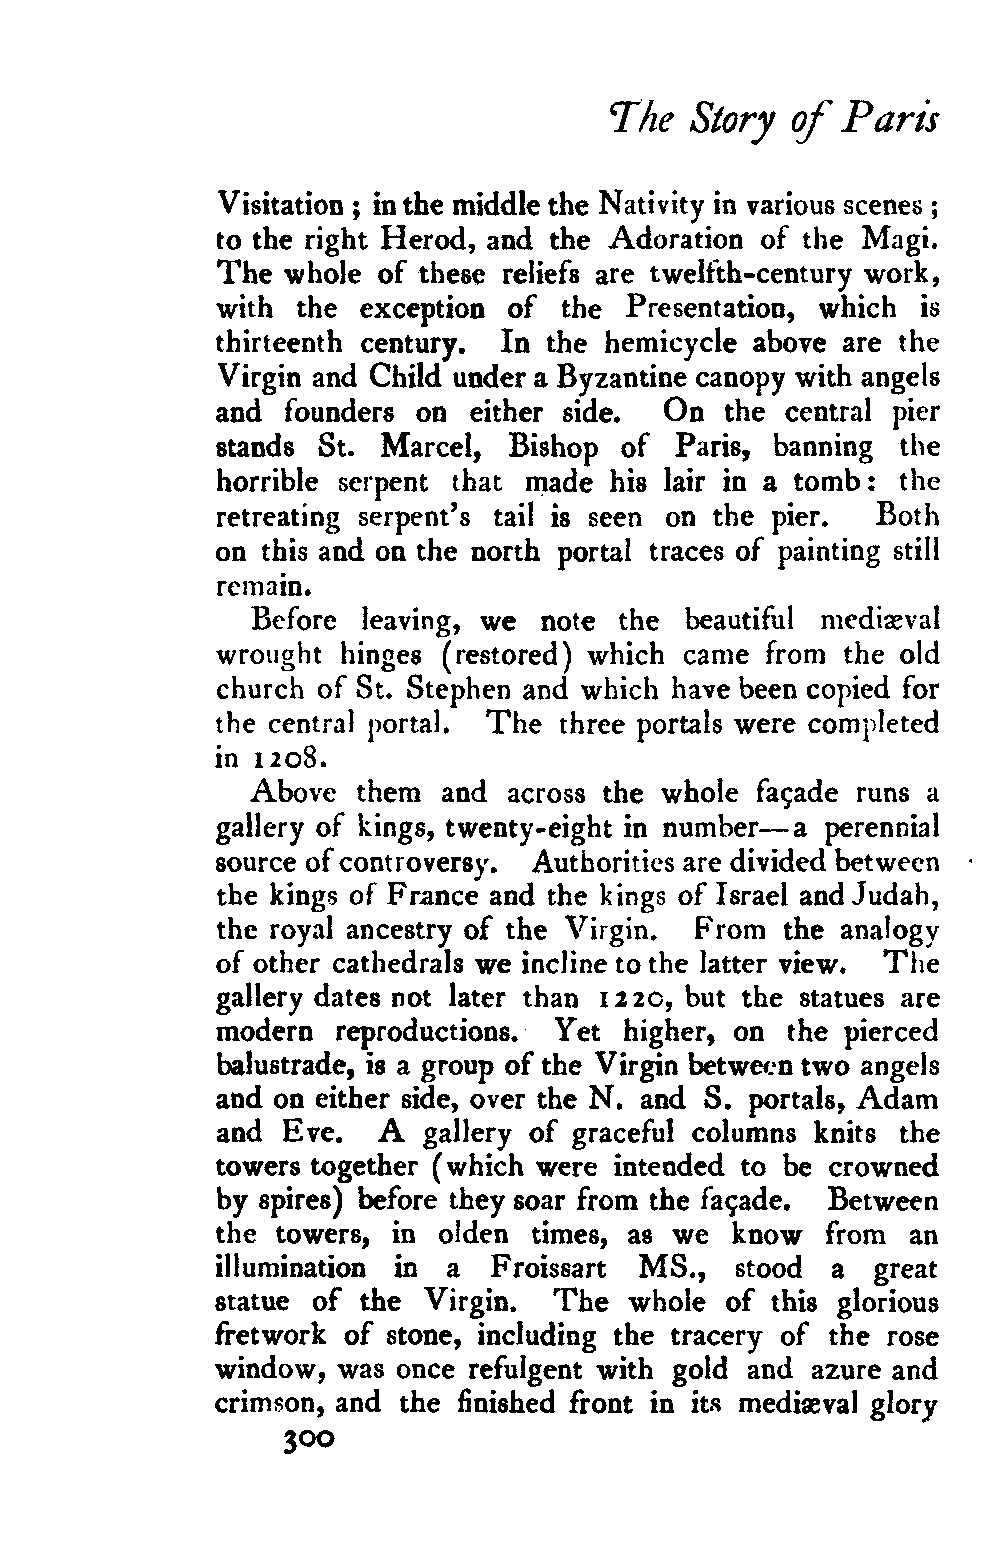 The Story of Paris
Visitation ; in the middle the Nativity in various scenes ;
to the right Herod, and the Adoration of the Magi.
The whole of these reliefs are twelfth-century work,
with the exception of the Presentation, which is
thirteenth century. In the hemicycle above are the
Virgin and Child under a Byzantine canopy with angels
and founders on either side. On the central pier
stands St. Marcel, Bishop of Paris, banning the
horrible serpent that made his lair in a tomb : the
retreating serpent's tail is seen on the pier. Both
on this and on the north portal traces of painting still
remain.
Before leaving, we note the beautiful mediæval
wrought hinges (restored) which came from the old
church of St. Stephen and which have been copied for
the central portal. The three portals were completed
in 1208.
Above them and across the whole façade runs a
gallery of kings, twenty-eight in number—a perennial
source of controversy. Authorities are divided between
the kings of France and the kings of Israel and Judah,
the royal ancestry of the Virgin. From the analogy
of other cathedrals we incline to the latter view. The
gallery dates not later than 1220, but the statues are
modern reproductions. Yet higher, on the pierced
balustrade, is a group of the Virgin between two angels
and on either side, over the N. and S. portals, Adam
and Eve. A gallery of graceful columns knits the
towers together (which were intended to be crowned
by spires) before they soar from the façade. Between
the towers, in olden times, as we know from an
illumination in a Froissart MS., stood a great
statue of the Virgin. The whole of this glorious
fretwork of stone, including the tracery of the rose
window, was once refulgent with gold and azure and
crimson, and the finished front in its mediæval glory
300